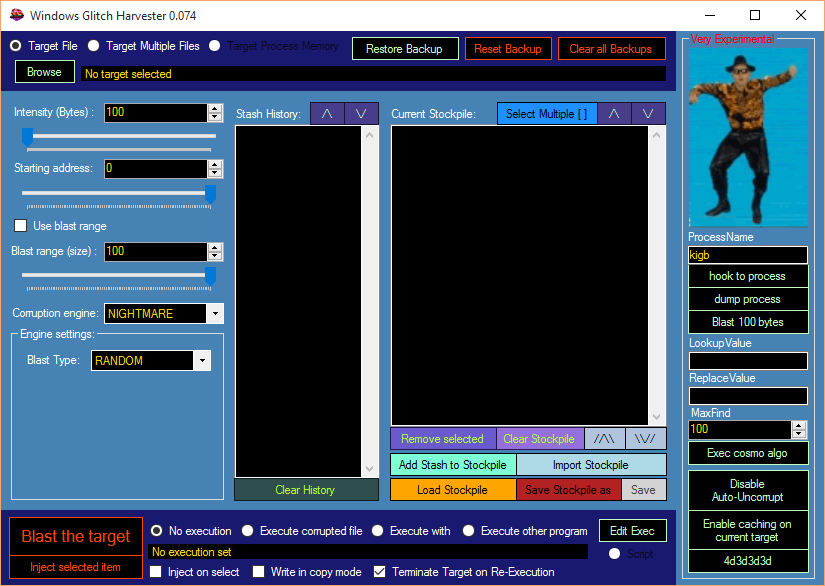 Windows Glitch Harvester 0.074
Target File Target Multiple Files Target Process Memory Restore Backup Reset Backup Clear all Backups
Browse No target selected
Intensity (Bytes) : 100
Starting address: 0
Use blast range
Blast range (size) : 100
Corruption engine: NIGHTMARE
Engine settings:
Blast Type: RANDOM
Stash History: /\ \/
Clear History
Current Stockpile: Select Multiple [ ] /\ \/
Remove selected Clear Stockpile //\\ \\//
Add Stash to Stockpile Import Stockpile
Load Stockpile Save Stockpile as Save
Blast the target
Inject selected item
No execution Execute corrupted file Execute with Execute other program Edit Exec
No execution set Script
Inject on select Write in copy mode Terminate Target on Re-Execution
Very Expenmental
ProcessName
kigb
hook to process
dump process
Blast 100 bytes
LookupValue
ReplaceValue
MaxFind
100
Exec cosmo algo
Disable
Auto-Uncorrupt
Enable caching on
current target
4d3d3d3d